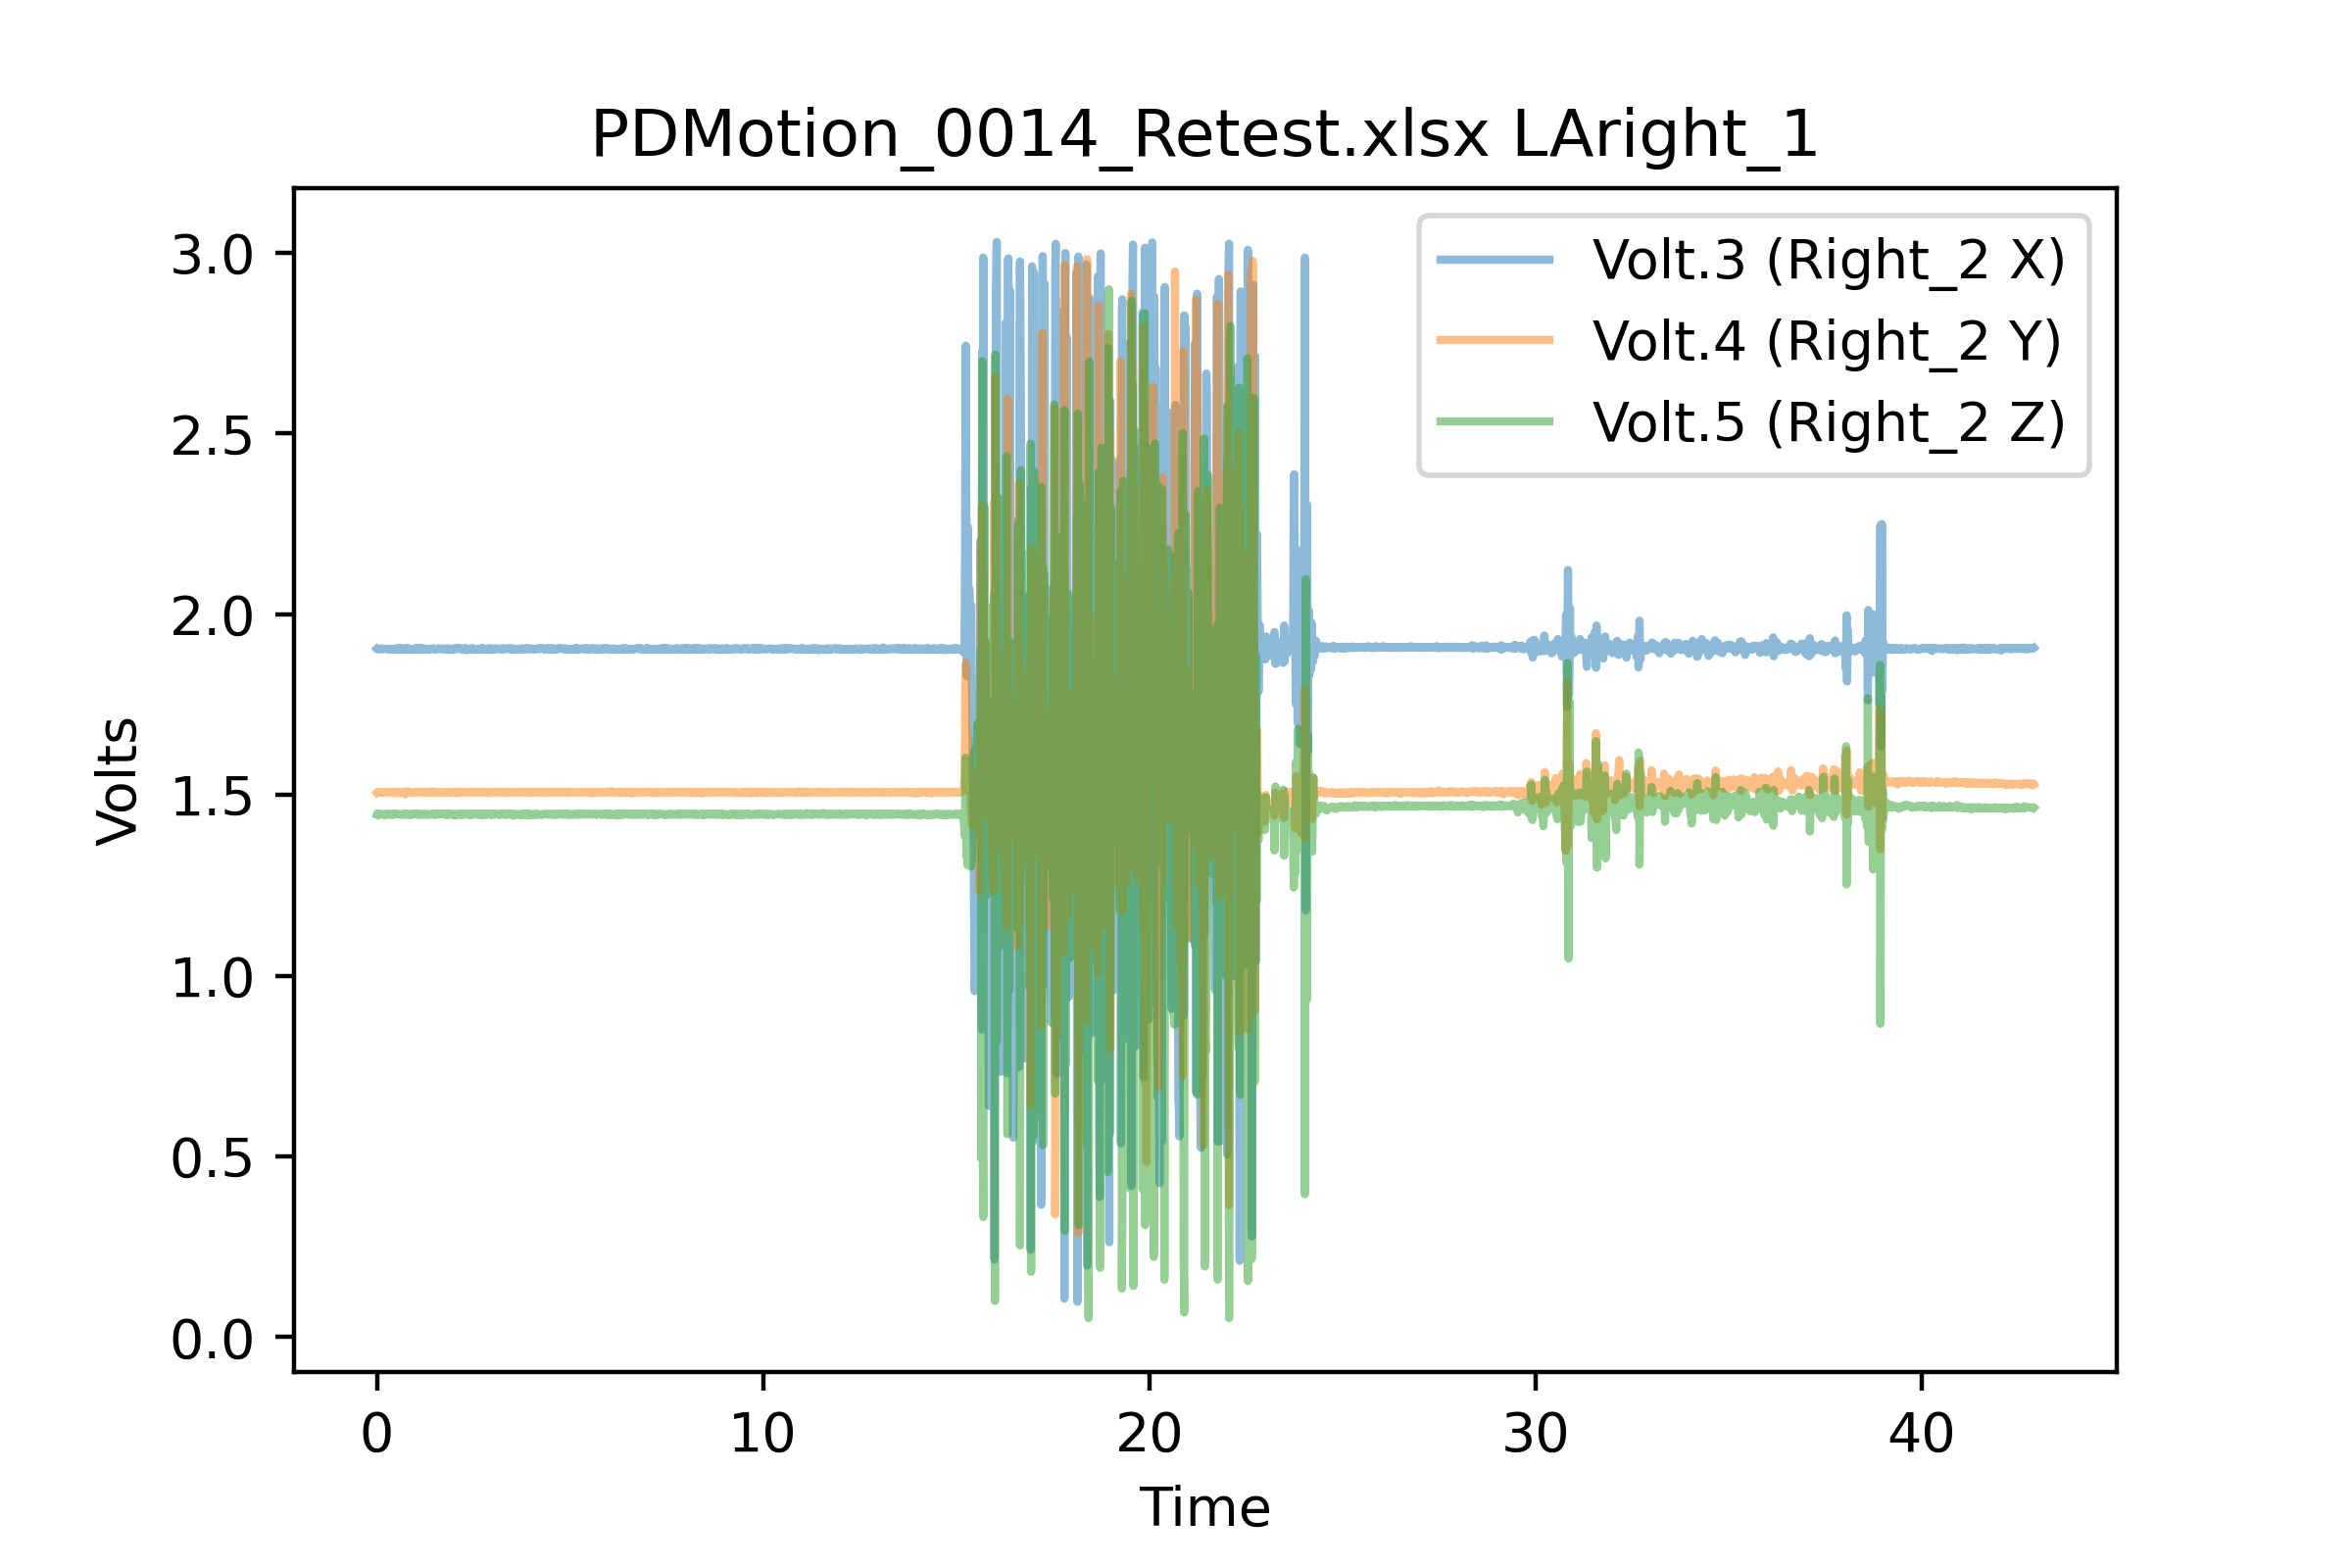 PDMotion_0014_Retest.xlsx LAright_1
Volts
3.0
2.5
2.0
1.5
1.0
0.5
0.0
Volt.3 (Right_2 X)
Volt.4 (Right_2 Y)
Volt.5 (Right_2 Z)
0 10 20 30 40
Time